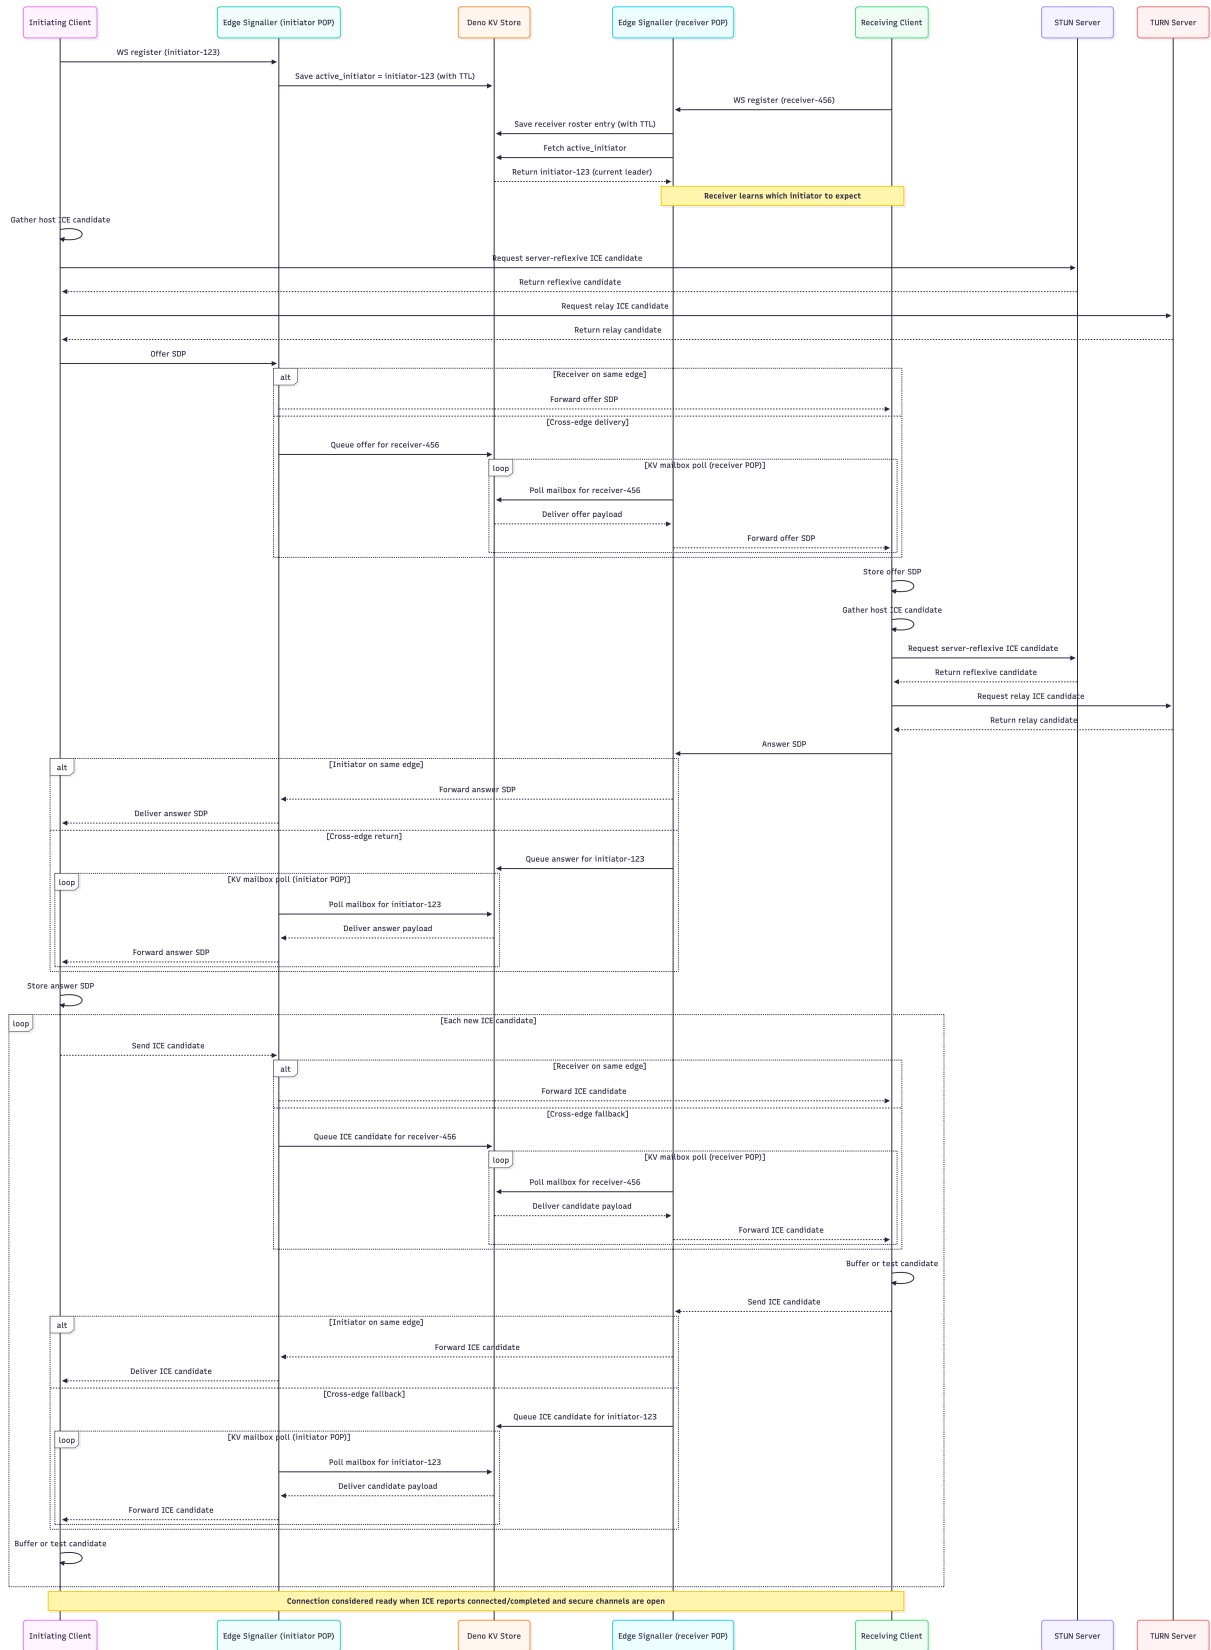 Initiating Client
Edge Signaller (initiator POP)
Deno KV Store
Edge Signaller (receiver POP)
Receiving Client
STUN Server
TURN Server
WS register (initiator-123)
Save active_initiator = initiator-123 (with TTL)
WS register (receiver-456)
Save receiver roster entry (with TTL)
Fetch active_initiator
Return initiator-123 (current leader)
Receiver learns which initiator to expect
Gather host ICE candidate
Request server-reflexive ICE candidate
Return reflexive candidate
Request relay ICE candidate
Return relay candidate
Offer SDP
alt
[Receiver on same edge]
Forward offer SDP
[Cross-edge delivery]
Queue offer for receiver-456
loop
[KV mailbox poll (receiver POP)]
Poll mailbox for receiver-456
Deliver offer payload
Forward offer SDP
Store offer SDP
Gather host ICE candidate
Request server-reflexive ICE candidate
Return reflexive candidate
Request relay ICE candidate
Return relay candidate
Answer SDP
alt
[Initiator on same edge]
Forward answer SDP
Deliver answer SDP
[Cross-edge return]
Queue answer for initiator-123
loop
[KV mailbox poll (initiator POP)]
Poll mailbox for initiator-123
Deliver answer payload
Forward answer SDP
Store answer SDP
loop
[Each new ICE candidate]
Send ICE candidate
alt
[Receiver on same edge]
Forward ICE candidate
[Cross-edge fallback]
Queue ICE candidate for receiver-456
loop
[KV mailbox poll (receiver POP)]
Poll mailbox for receiver-456
Deliver candidate payload
Forward ICE candidate
Buffer or test candidate
Send ICE candidate
alt
[Initiator on same edge]
Forward ICE candidate
Deliver ICE candidate
[Cross-edge fallback]
Queue ICE candidate for initiator-123
loop
[KV mailbox poll (initiator POP)]
Poll mailbox for initiator-123
Deliver candidate payload
Forward ICE candidate
Buffer or test candidate
Connection considered ready when ICE reports connected/completed and secure channels are open
Initiating Client
Edge Signaller (initiator POP)
Deno KV Store
Edge Signaller (receiver POP)
Receiving Client
STUN Server
TURN Server